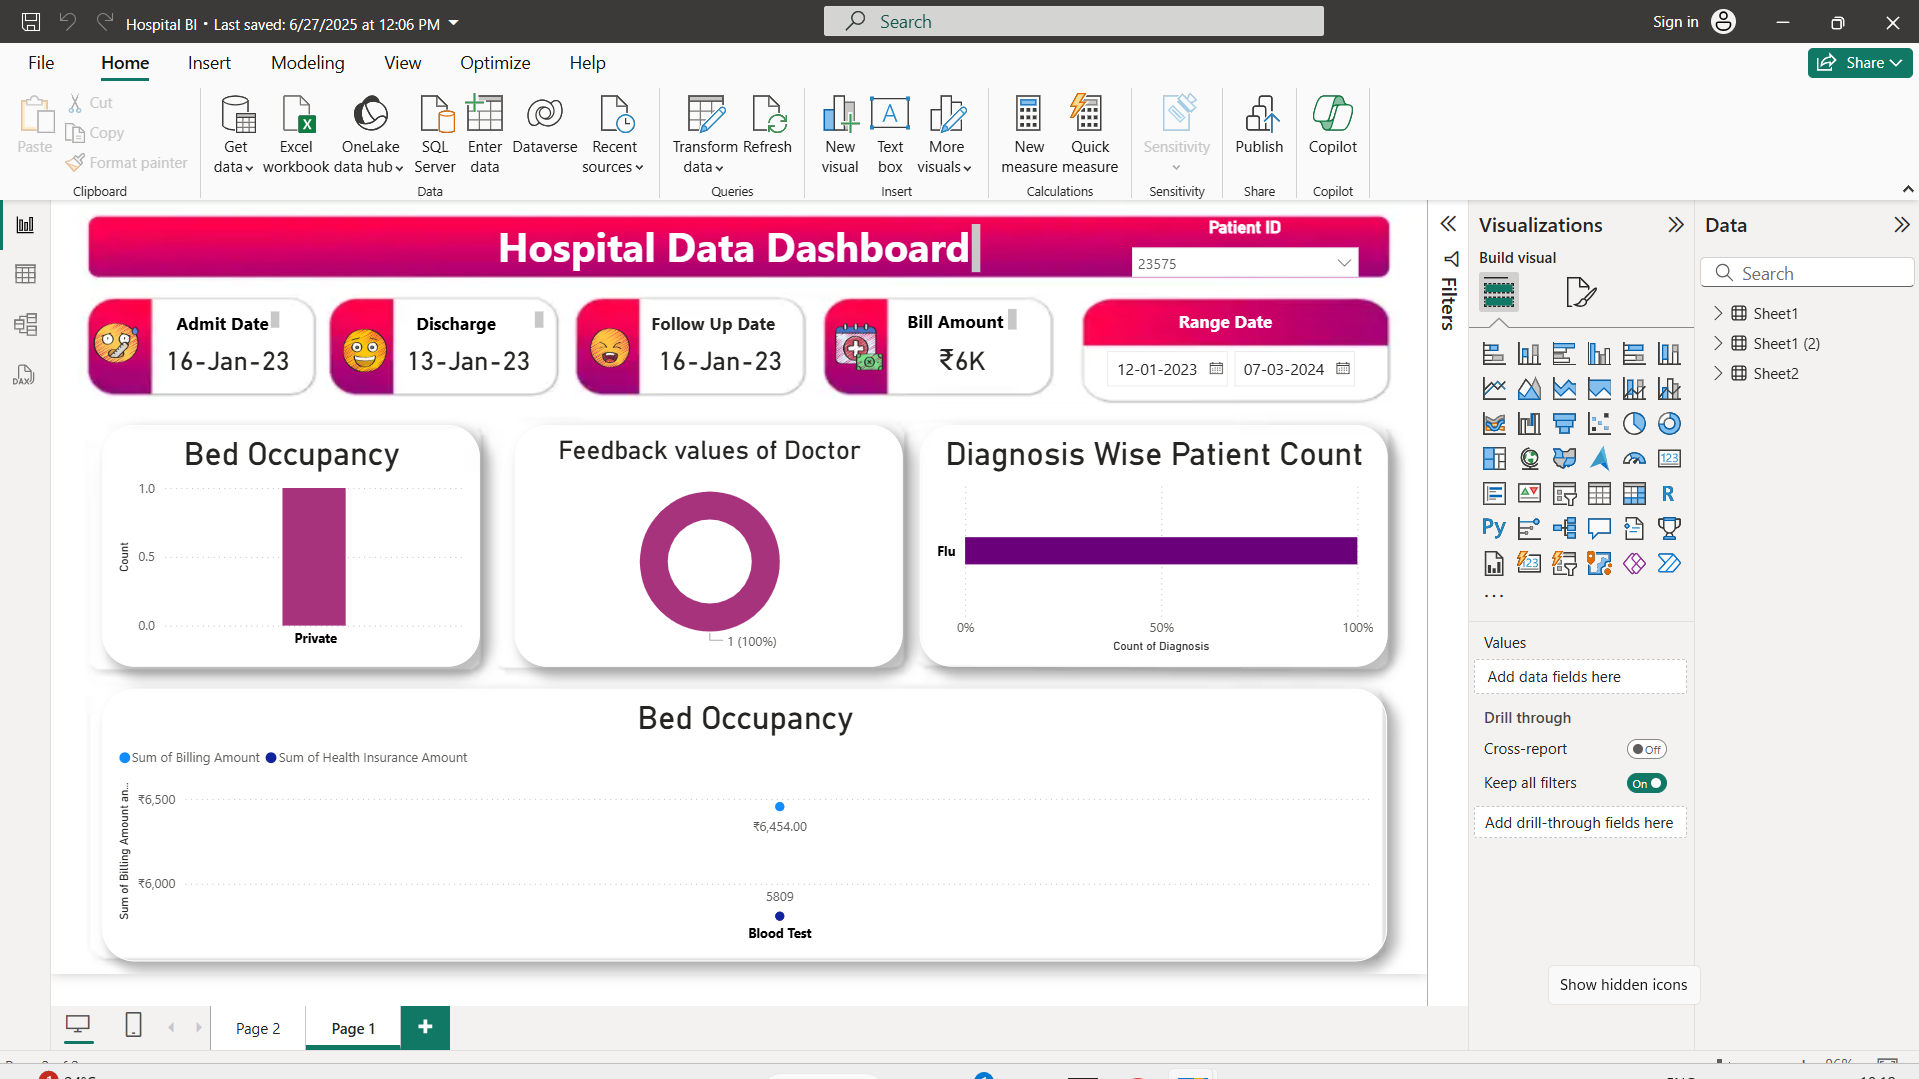 Hospital BI • Last saved: 6/27/2025 at 12:06 PM
Search
Sign in
File Home Insert Modeling View Optimize Help
Share
Paste
Cut
Copy
Format painter
Clipboard
Get data
Excel workbook
OneLake data hub
SQL Server
Enter data
Dataverse
Recent sources
Data
Transform data
Refresh
Queries
New visual
Text box
More visuals
Insert
New measure
Quick measure
Calculations
Sensitivity
Sensitivity
Publish
Share
Copilot
Copilot
Hospital Data Dashboard
Patient ID
23575
Admit Date
16-Jan-23
Discharge
13-Jan-23
Follow Up Date
16-Jan-23
Bill Amount
₹6K
Range Date
12-01-2023
07-03-2024
Bed Occupancy
Count
1.0
0.5
0.0
Private
Feedback values of Doctor
1 (100%)
Diagnosis Wise Patient Count
Flu
0% 50% 100%
Count of Diagnosis
Bed Occupancy
Sum of Billing Amount Sum of Health Insurance Amount
Sum of Billing Amount an...
₹6,500
₹6,454.00
₹6,000
5809
Blood Test
Filters
Visualizations
Build visual
123
R
Py
123
...
Values
Add data fields here
Drill through
Cross-report
Off
Keep all filters
On
Add drill-through fields here
Data
Search
Sheet1
Sheet1 (2)
Sheet2
DAX
Show hidden icons
Page 2
Page 1